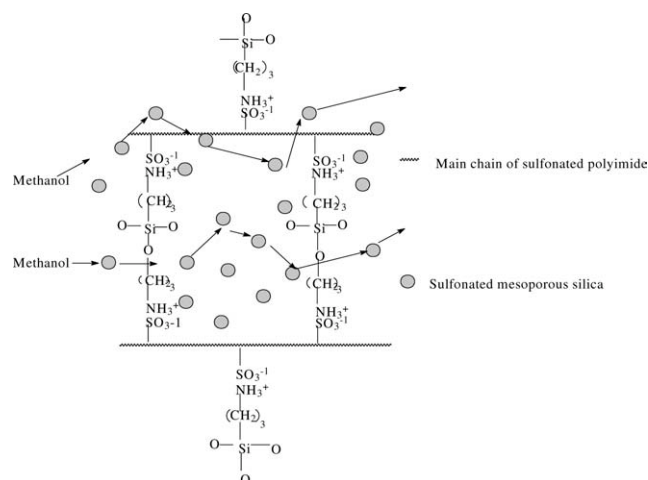 O
Si—O
O
(CH2)3
NH3+
SO3-1
SO3-1
NH3+
(CH2)3
O—Si—O
O
(CH2)3
NH3+
SO3-1
SO3-1
NH3+
(CH2)3
O—Si—O
O
(CH2)3
NH3+
SO3-1
Methanol
Methanol
Main chain of sulfonated polyimide
Sulfonated mesoporous silica
SO3-1
NH3+
(CH2)3
O—Si—O
O